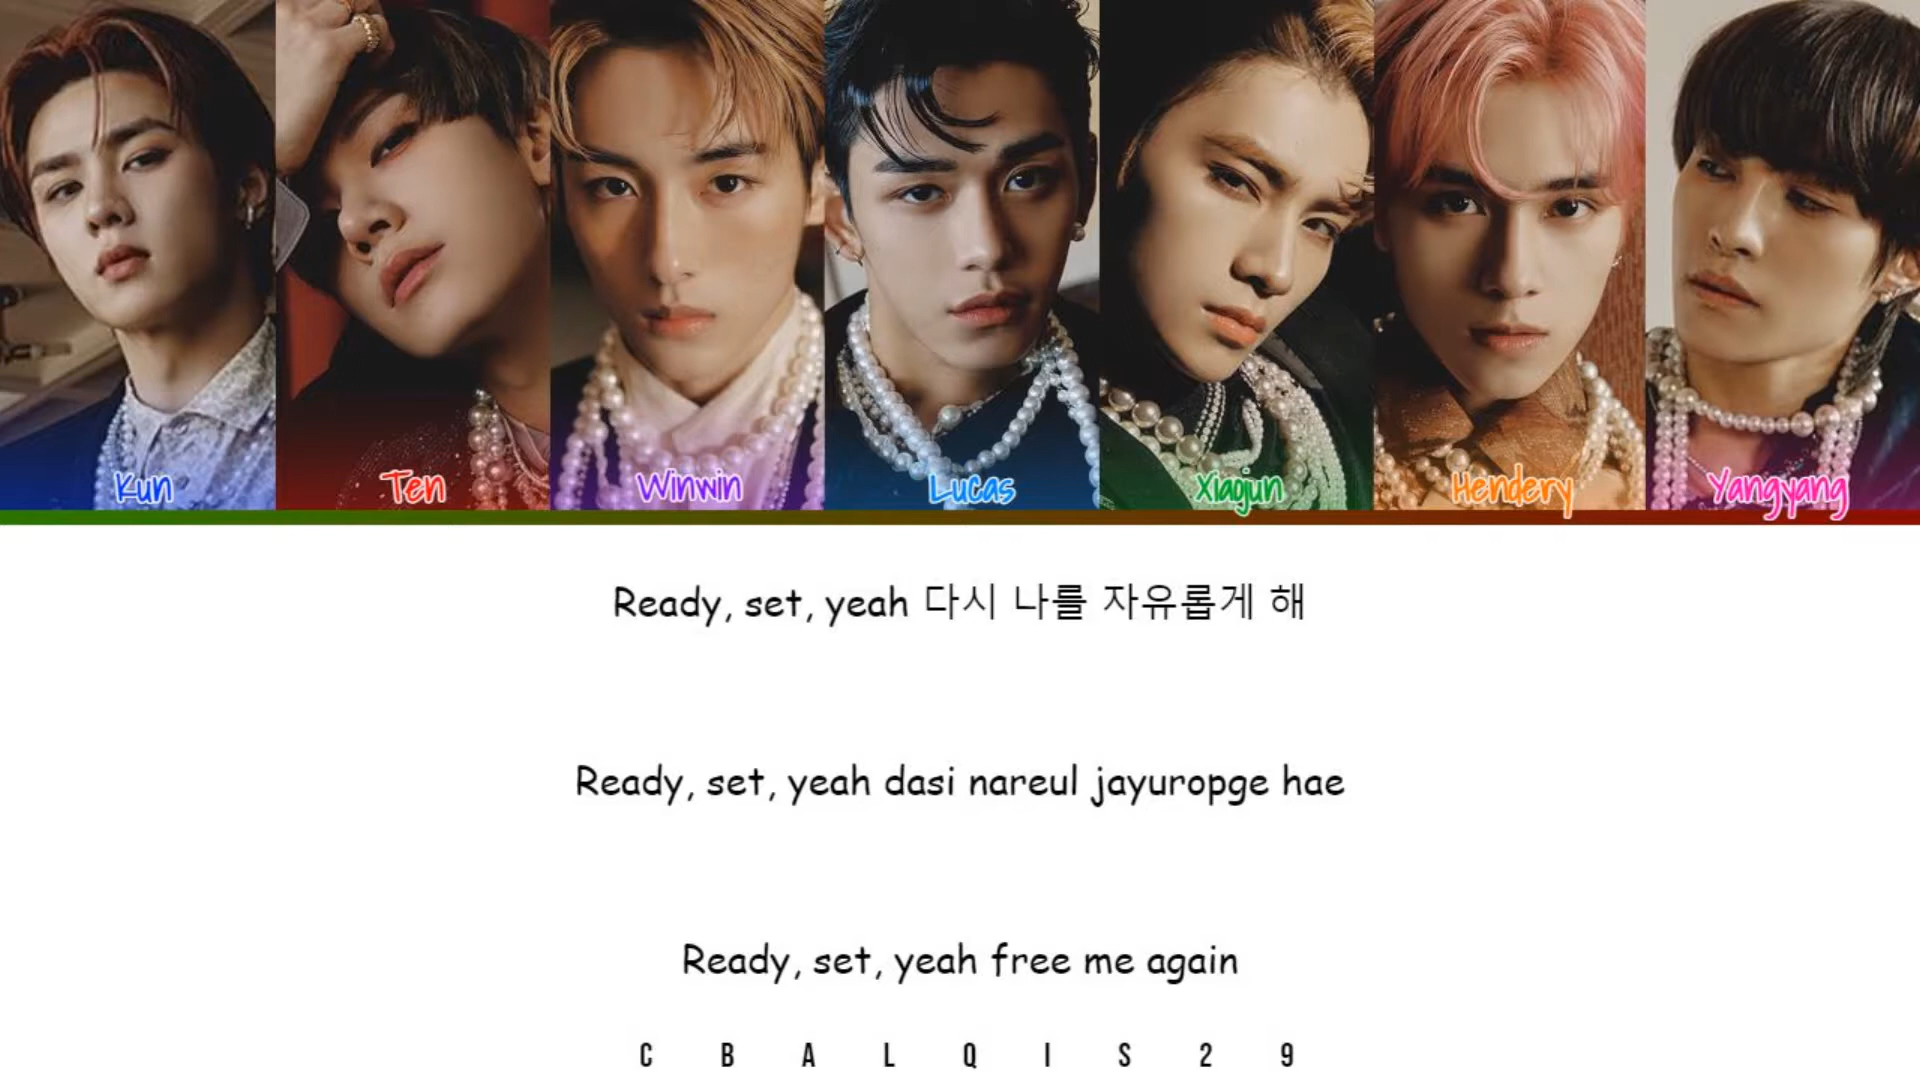 Kun Ten Winwin Lucas Xiaojun Hendery Yangyang
Ready, set, yeah 다시 나를 자유롭게 해
Ready, set, yeah dasi nareul jayuropge hae
Ready, set, yeah free me again
C B A L Q I S 2 9